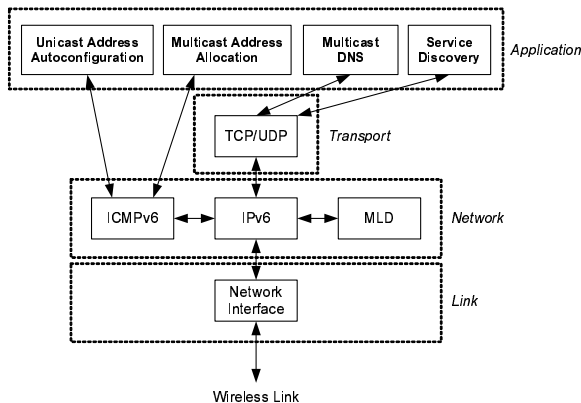 Unicast Address
Autoconfiguration
Multicast Address
Allocation
Multicast
DNS
Service
Discovery
Application
TCP/UDP
Transport
ICMPv6
IPv6
MLD
Network
Network
Interface
Link
Wireless Link